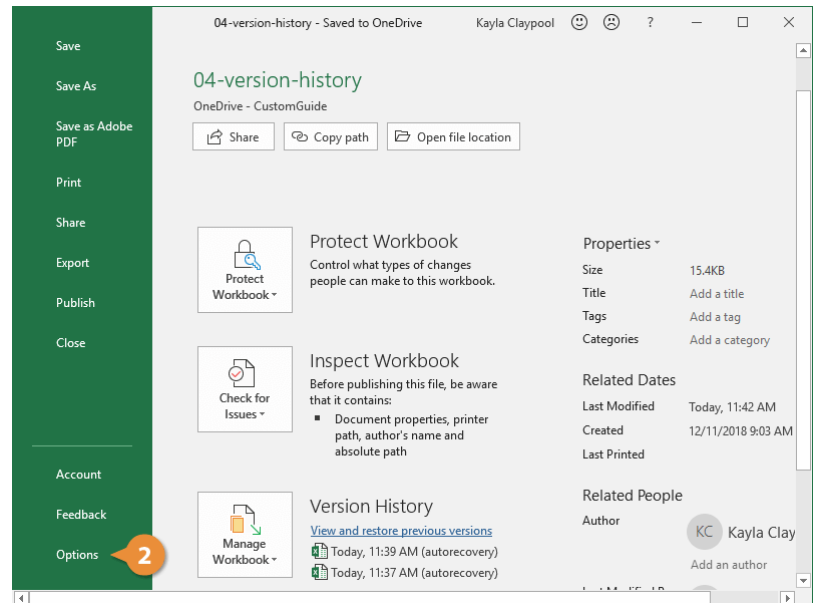 04-version-history - Saved to OneDrive
Kayla Claypool
?
Save
Save As
Save as Adobe
PDF
Print
Share
Export
Publish
Close
Account
Feedback
Options
2
04-version-history
OneDrive - CustomGuide
Share
Copy path
Open file location
Protect
Workbook
Protect Workbook
Control what types of changes
people can make to this workbook.
Check for
Issues
Inspect Workbook
Before publishing this file, be aware
that it contains:
Document properties, printer
path, author's name and
absolute path
Manage
Workbook
Version History
View and restore previous versions
Today, 11:39 AM (autorecovery)
Today, 11:37 AM (autorecovery)
Properties
Size 15.4KB
Title Add a title
Tags Add a tag
Categories Add a category
Related Dates
Last Modified Today, 11:42 AM
Created 12/11/2018 9:03 AM
Last Printed
Related People
Author
KC Kayla Clay
Add an author